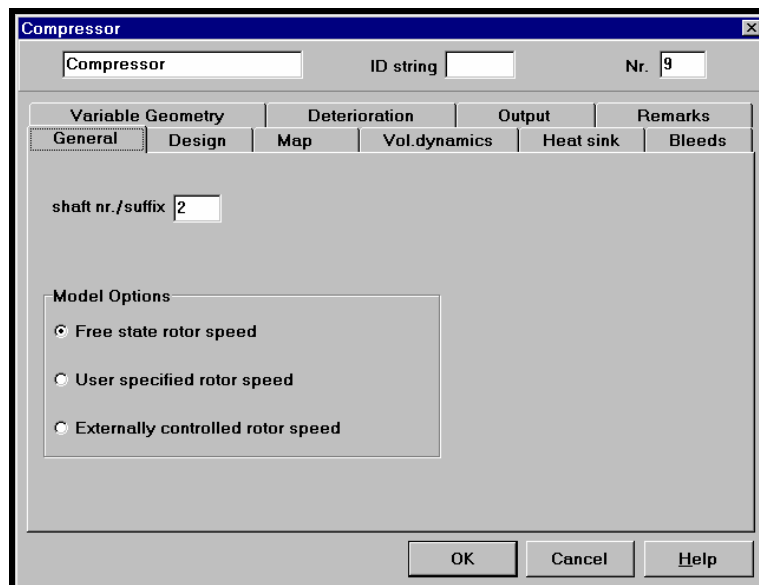 Compressor
Compressor ID string Nr. 9
Variable Geometry Deterioration Output Remarks
General Design Map Vol.dynamics Heat sink Bleeds
shaft nr./suffix 2
Model Options
Free state rotor speed
User specified rotor speed
Externally controlled rotor speed
OK Cancel Help